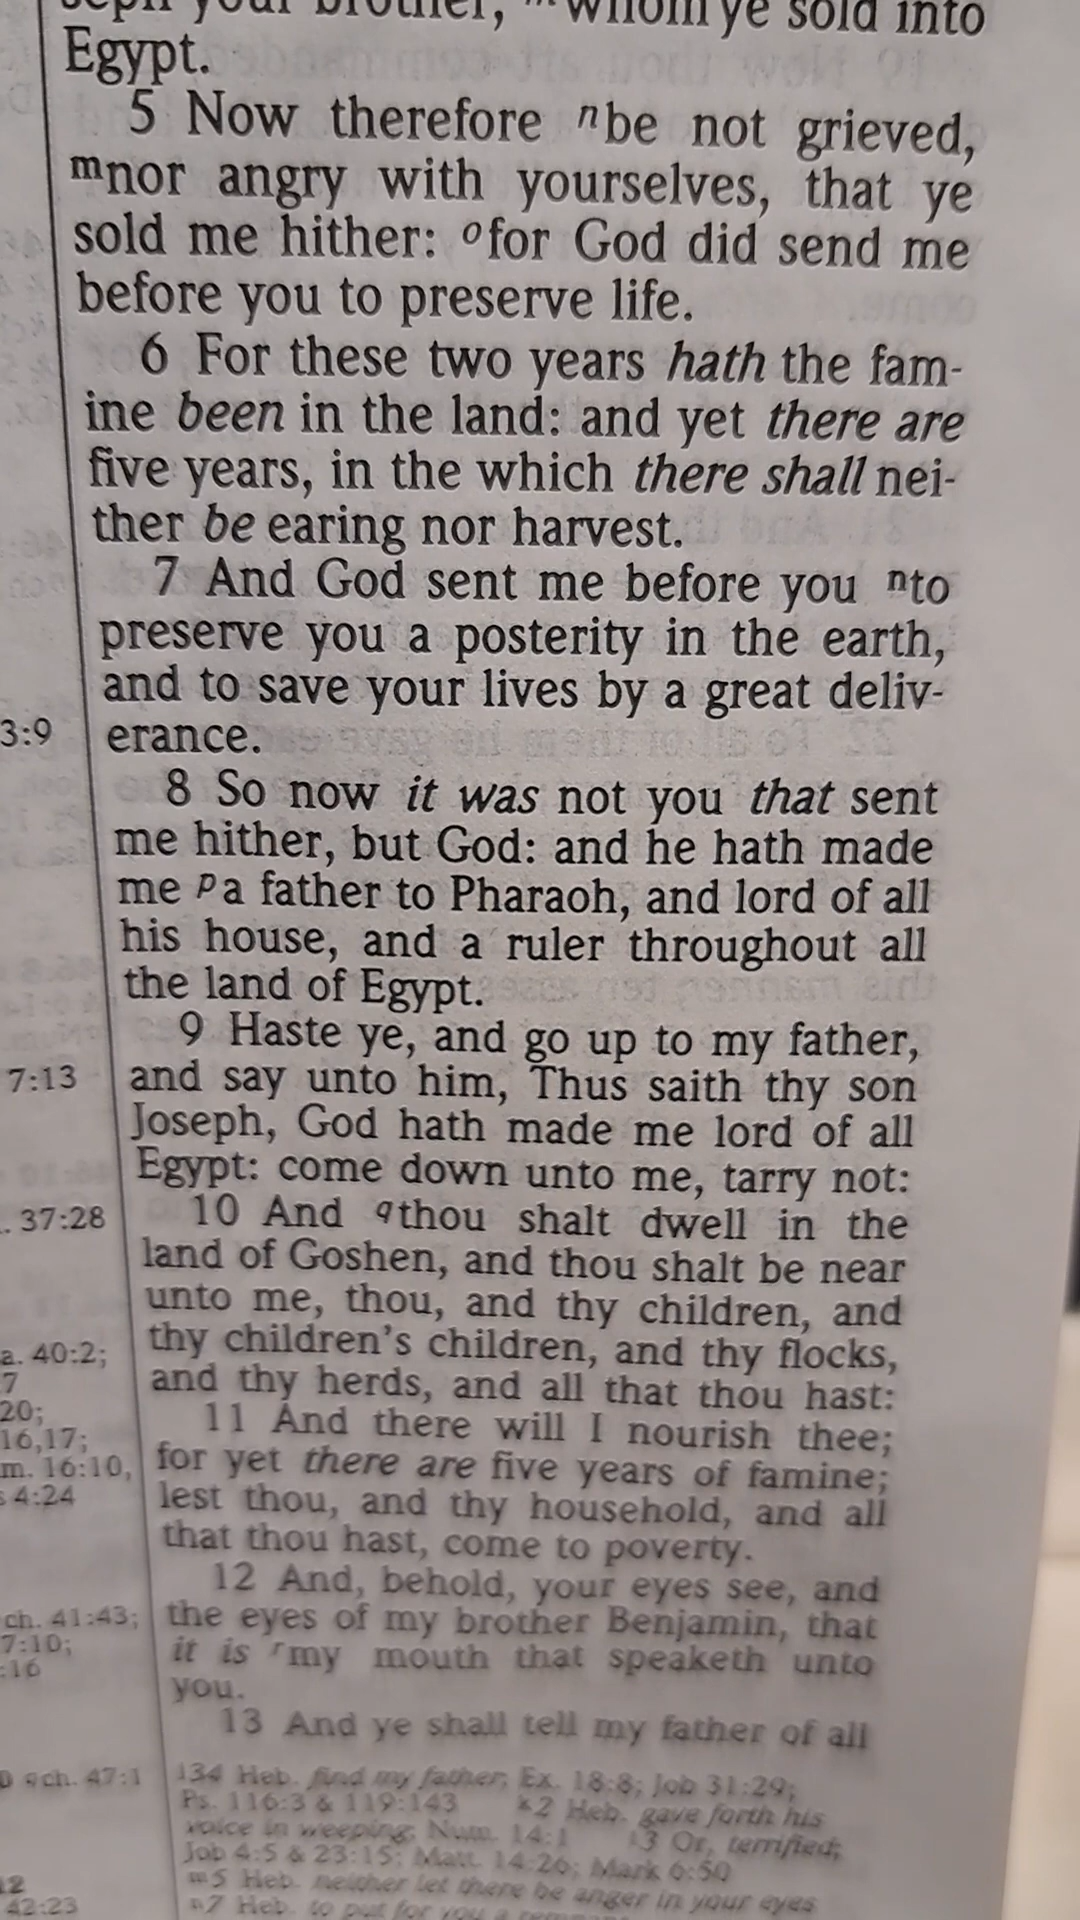 your brother, m whom ye sold into
Egypt.
5 Now therefore n be not grieved,
m nor angry with yourselves, that ye
sold me hither: o for God did send me
before you to preserve life.
6 For these two years hath the fam-
ine been in the land: and yet there are
five years, in the which there shall nei-
ther be earing nor harvest.
7 And God sent me before you n to
preserve you a posterity in the earth,
and to save your lives by a great deliv-
erance.
8 So now it was not you that sent
me hither, but God: and he hath made
me p a father to Pharaoh, and lord of all
his house, and a ruler throughout all
the land of Egypt.
9 Haste ye, and go up to my father,
and say unto him, Thus saith thy son
Joseph, God hath made me lord of all
Egypt: come down unto me, tarry not:
10 And q thou shalt dwell in the
land of Goshen, and thou shalt be near
unto me, thou, and thy children, and
thy children's children, and thy flocks,
and thy herds, and all that thou hast:
11 And there will I nourish thee;
for yet there are five years of famine;
lest thou, and thy household, and all
that thou hast, come to poverty.
12 And, behold, your eyes see, and
the eyes of my brother Benjamin, that
it is r my mouth that speaketh unto
you.
13 And ye shall tell my father of all
134 Heb. find my father; Ex. 18:8; Job 31:29;
Ps. 116:3 & 119:143 k2 Heb. gave forth his
voice in weeping; Num. 14:1 l3 Or, terrified;
Job 4:5 & 23:15; Matt. 14:26; Mark 6:50
m5 Heb. neither let there be anger in your eyes
n7 Heb. to put for you a
3:9
7:13
37:28
a. 40:2;
7
20;
16,17;
m. 16:10,
s 4:24
ch. 41:43;
7:10;
:16
q ch. 47:1
12
42:23